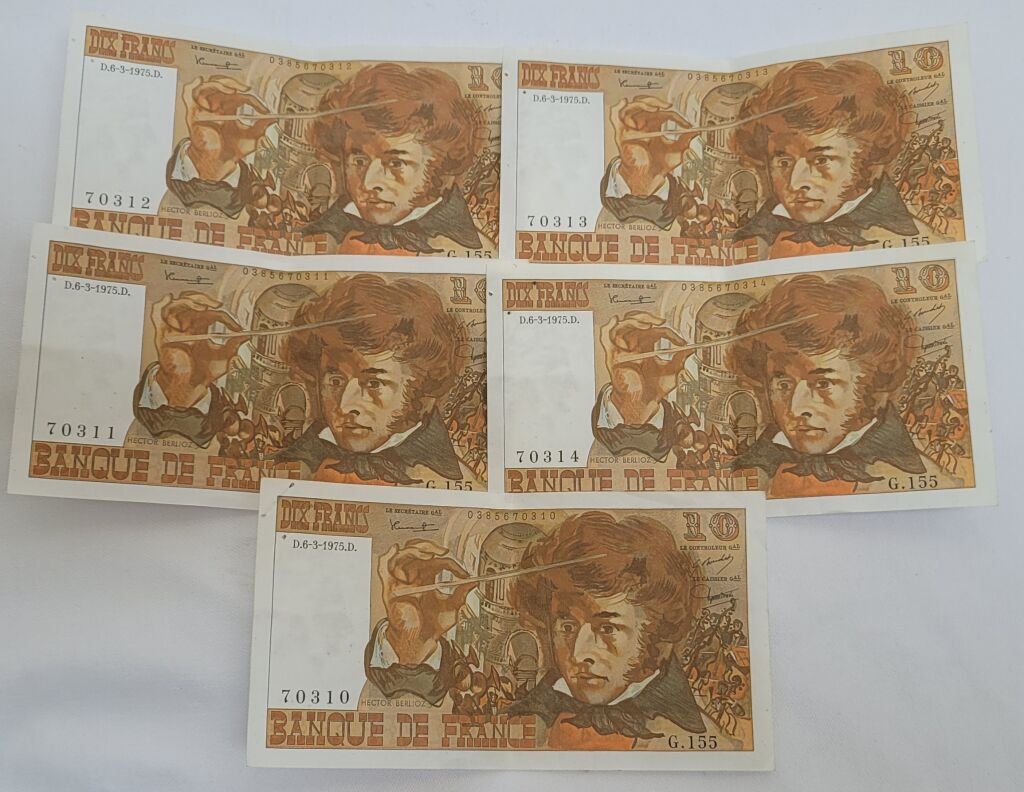 DIX FRANCS
LE SECRÉTAIRE GAL
0385670312
10
D.6-3-1975.D.
LE CONTROLEUR
LE CAISSIER
70312
HECTOR BERLIOZ
BANQUE DE FRANCE
G.155
DIX FRANCS
LE SECRÉTAIRE GAL
0385670313
10
D.6-3-1975.D.
LE CONTROLEUR GAL
LE CAISSIER GAL
70313
HECTOR BERLIOZ
BANQUE DE FRANCE
G.155
DIX FRANCS
LE SECRÉTAIRE GAL
0385670311
10
D.6-3-1975.D.
70311
HECTOR BERLIOZ
BANQUE DE FRANCE
G.155
DIX FRANCS
LE SECRÉTAIRE GAL
0385670314
10
D.6-3-1975.D.
LE CONTROLEUR GAL
LE CAISSIER GAL
70314
HECTOR BERLIOZ
BANQUE DE FRANCE
G.155
DIX FRANCS
LE SECRÉTAIRE GAL
0385670310
10
D.6-3-1975.D.
LE CONTROLEUR GAL
LE CAISSIER GAL
70310
HECTOR BERLIOZ
BANQUE DE FRANCE
G.155